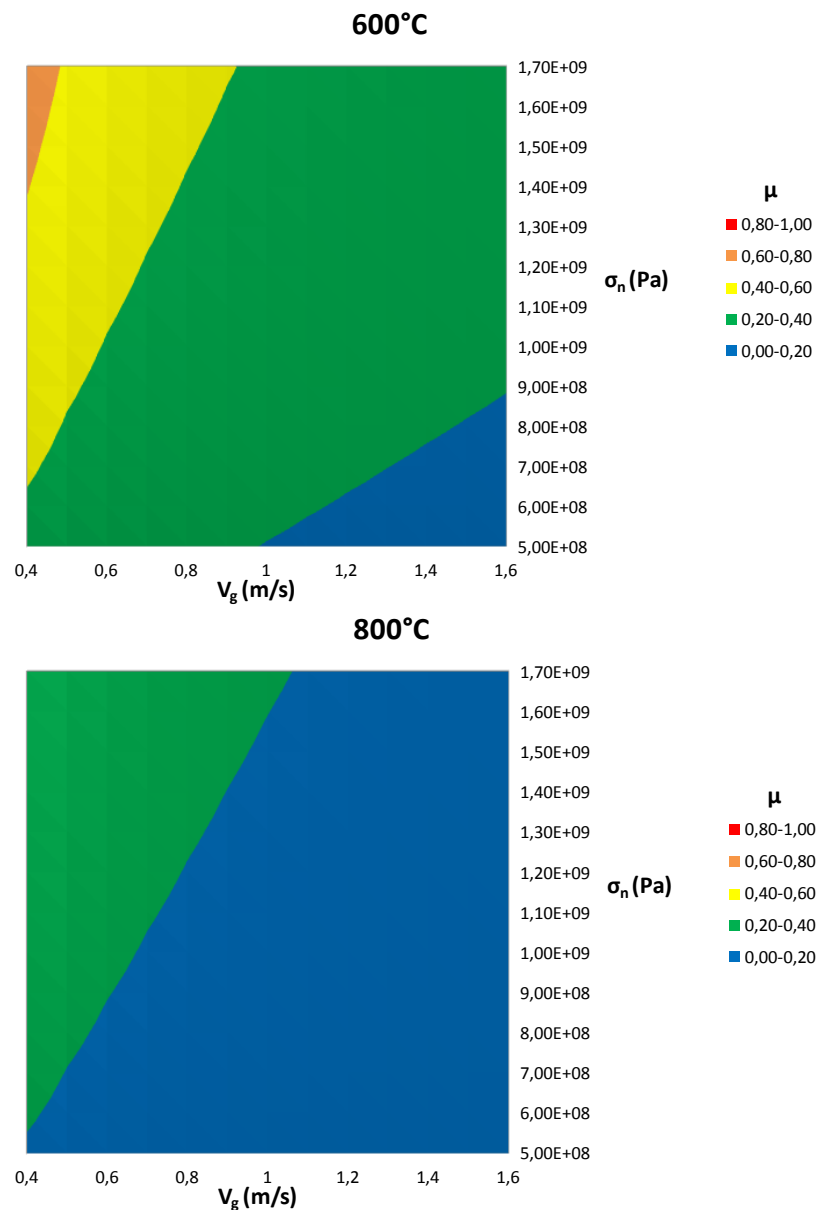 600°C
1,70E+09
1,60E+09
1,50E+09
1,40E+09
1,30E+09
1,20E+09
1,10E+09
1,00E+09
9,00E+08
8,00E+08
7,00E+08
6,00E+08
5,00E+08
σn (Pa)
μ
0,80-1,00
0,60-0,80
0,40-0,60
0,20-0,40
0,00-0,20
0,4 0,6 0,8 1 1,2 1,4 1,6
Vg (m/s)
800°C
1,70E+09
1,60E+09
1,50E+09
1,40E+09
1,30E+09
1,20E+09
1,10E+09
1,00E+09
9,00E+08
8,00E+08
7,00E+08
6,00E+08
5,00E+08
σn (Pa)
μ
0,80-1,00
0,60-0,80
0,40-0,60
0,20-0,40
0,00-0,20
0,4 0,6 0,8 1 1,2 1,4 1,6
Vg (m/s)